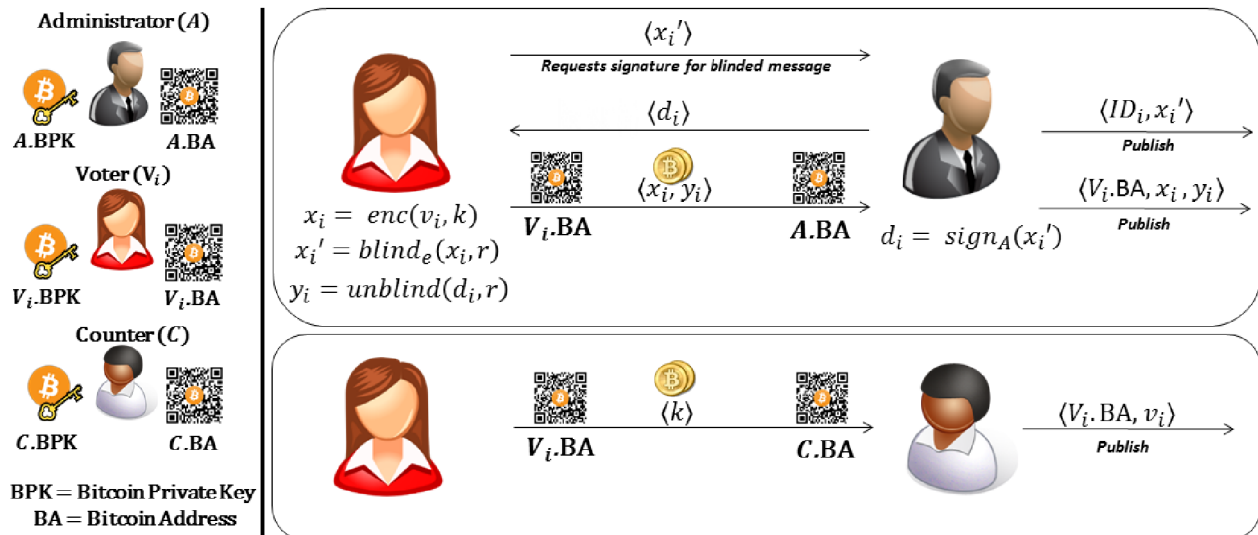 Administrator (A)
A.BPK
A.BA
Voter (Vᵢ)
Vᵢ.BPK
Vᵢ.BA
Counter (C)
C.BPK
C.BA
BPK = Bitcoin Private Key
BA = Bitcoin Address
⟨xᵢ′⟩
Requests signature for blinded message
⟨dᵢ⟩
⟨xᵢ, yᵢ⟩
Vᵢ.BA
A.BA
xᵢ = enc(vᵢ, k)
xᵢ′ = blindₑ(xᵢ, r)
yᵢ = unblind(dᵢ, r)
dᵢ = sign_A(xᵢ′)
⟨IDᵢ, xᵢ′⟩
Publish
⟨Vᵢ.BA, xᵢ, yᵢ⟩
Publish
⟨k⟩
Vᵢ.BA
C.BA
⟨Vᵢ.BA, vᵢ⟩
Publish